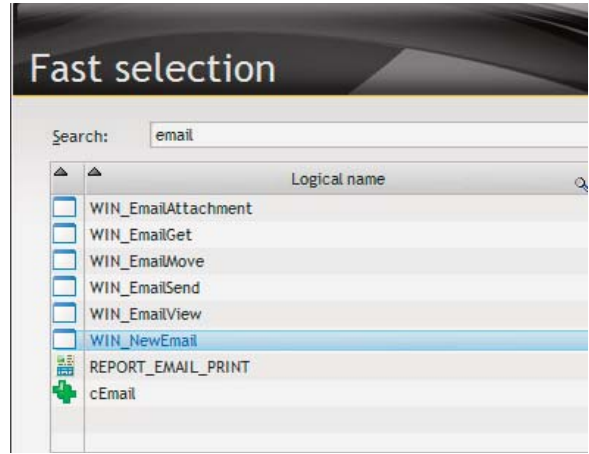 Fast selection
Search: email
Logical name
WIN_EmailAttachment
WIN_EmailGet
WIN_EmailMove
WIN_EmailSend
WIN_EmailView
WIN_NewEmail
REPORT_EMAIL_PRINT
cEmail